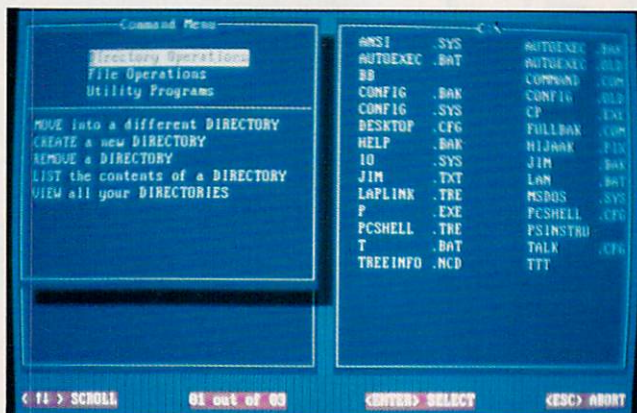 Command Menu
Directory Operations
File Operations
Utility Programs
MOVE into a different DIRECTORY
CREATE a new DIRECTORY
REMOVE a DIRECTORY
LIST the contents of a DIRECTORY
VIEW all your DIRECTORIES
C:\
ANSI .SYS
AUTOEXEC .BAT
BB
CONFIG .BAK
CONFIG .SYS
DESKTOP .CFG
HELP .BAK
IO .SYS
JIM .TXT
LAPLINK .TRE
P .EXE
PCSHELL .TRE
T .BAT
TREEINFO .NCD
AUTOEXEC .BAK
AUTOEXEC .OLD
COMMAND .COM
CONFIG .OLD
CP .EXE
FULLBAK .COM
HIJAAK .PIX
JIM .BAK
LAN .BAT
MSDOS .SYS
PCSHELL .CFG
PSINSTRU
TALK .CFG
TTT
<↑↓> SCROLL
01 out of 03
<ENTER> SELECT
<ESC> ABORT